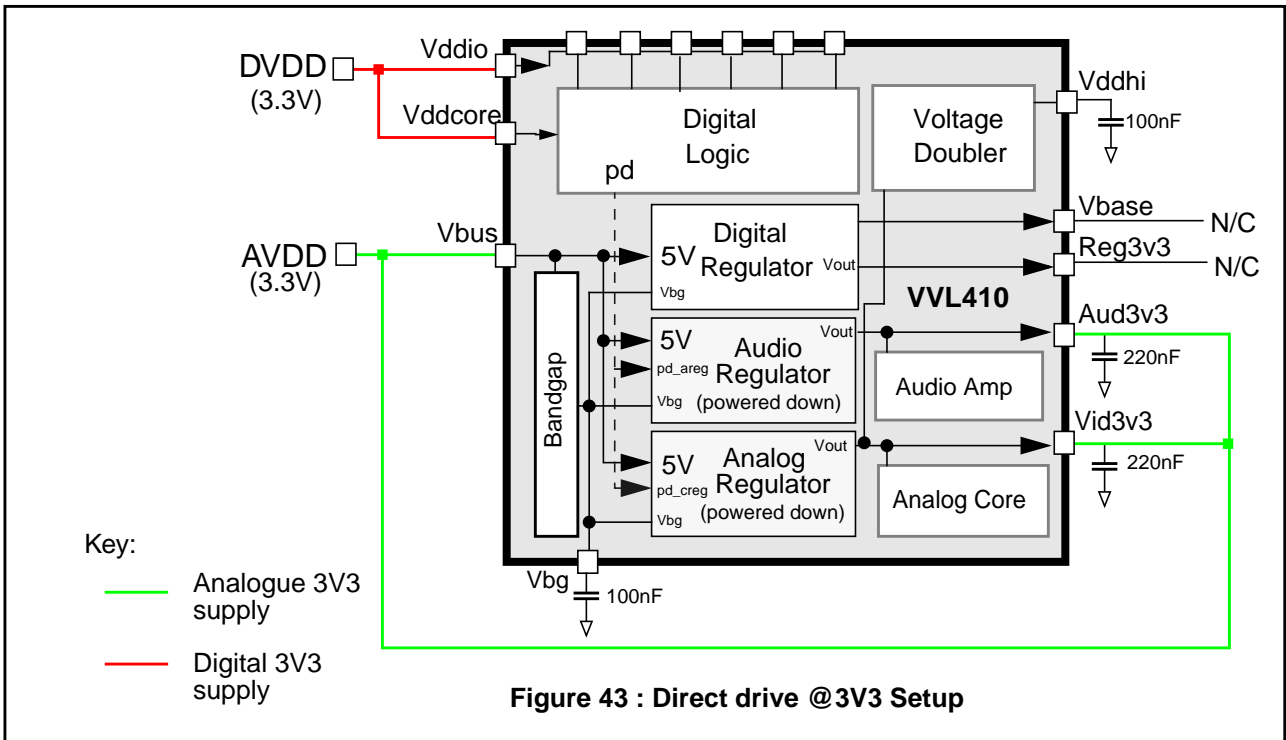 DVDD
(3.3V)
Vddio
Vddcore
Digital
Logic
pd
Voltage
Doubler
Vddhi
100nF
AVDD
(3.3V)
Vbus
5V
Digital
Regulator
Vout
Vbg
Vbase
N/C
Reg3v3
N/C
VVL410
Bandgap
5V
pd_areg
Vbg
Audio
Regulator
(powered down)
Vout
Audio Amp
Aud3v3
220nF
5V
pd_creg
Vbg
Analog
Regulator
(powered down)
Vout
Analog Core
Vid3v3
220nF
Vbg
100nF
Key:
Analogue 3V3
supply
Digital 3V3
supply
Figure 43 : Direct drive @3V3 Setup